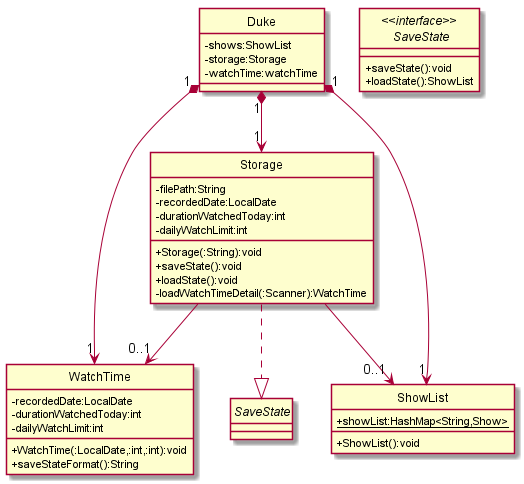 Duke
-shows:ShowList
-storage:Storage
-watchTime:watchTime
<<interface>>
SaveState
+saveState():void
+loadState():ShowList
1
1
1
1
Storage
-filePath:String
-recordedDate:LocalDate
-durationWatchedToday:int
-dailyWatchLimit:int
+Storage(:String):void
+saveState():void
+loadState():void
-loadWatchTimeDetail(:Scanner):WatchTime
1
0..1
0..1
1
WatchTime
-recordedDate:LocalDate
-durationWatchedToday:int
-dailyWatchLimit:int
+WatchTime(:LocalDate,:int,:int):void
+saveStateFormat():String
SaveState
ShowList
+showList:HashMap<String,Show>
+ShowList():void